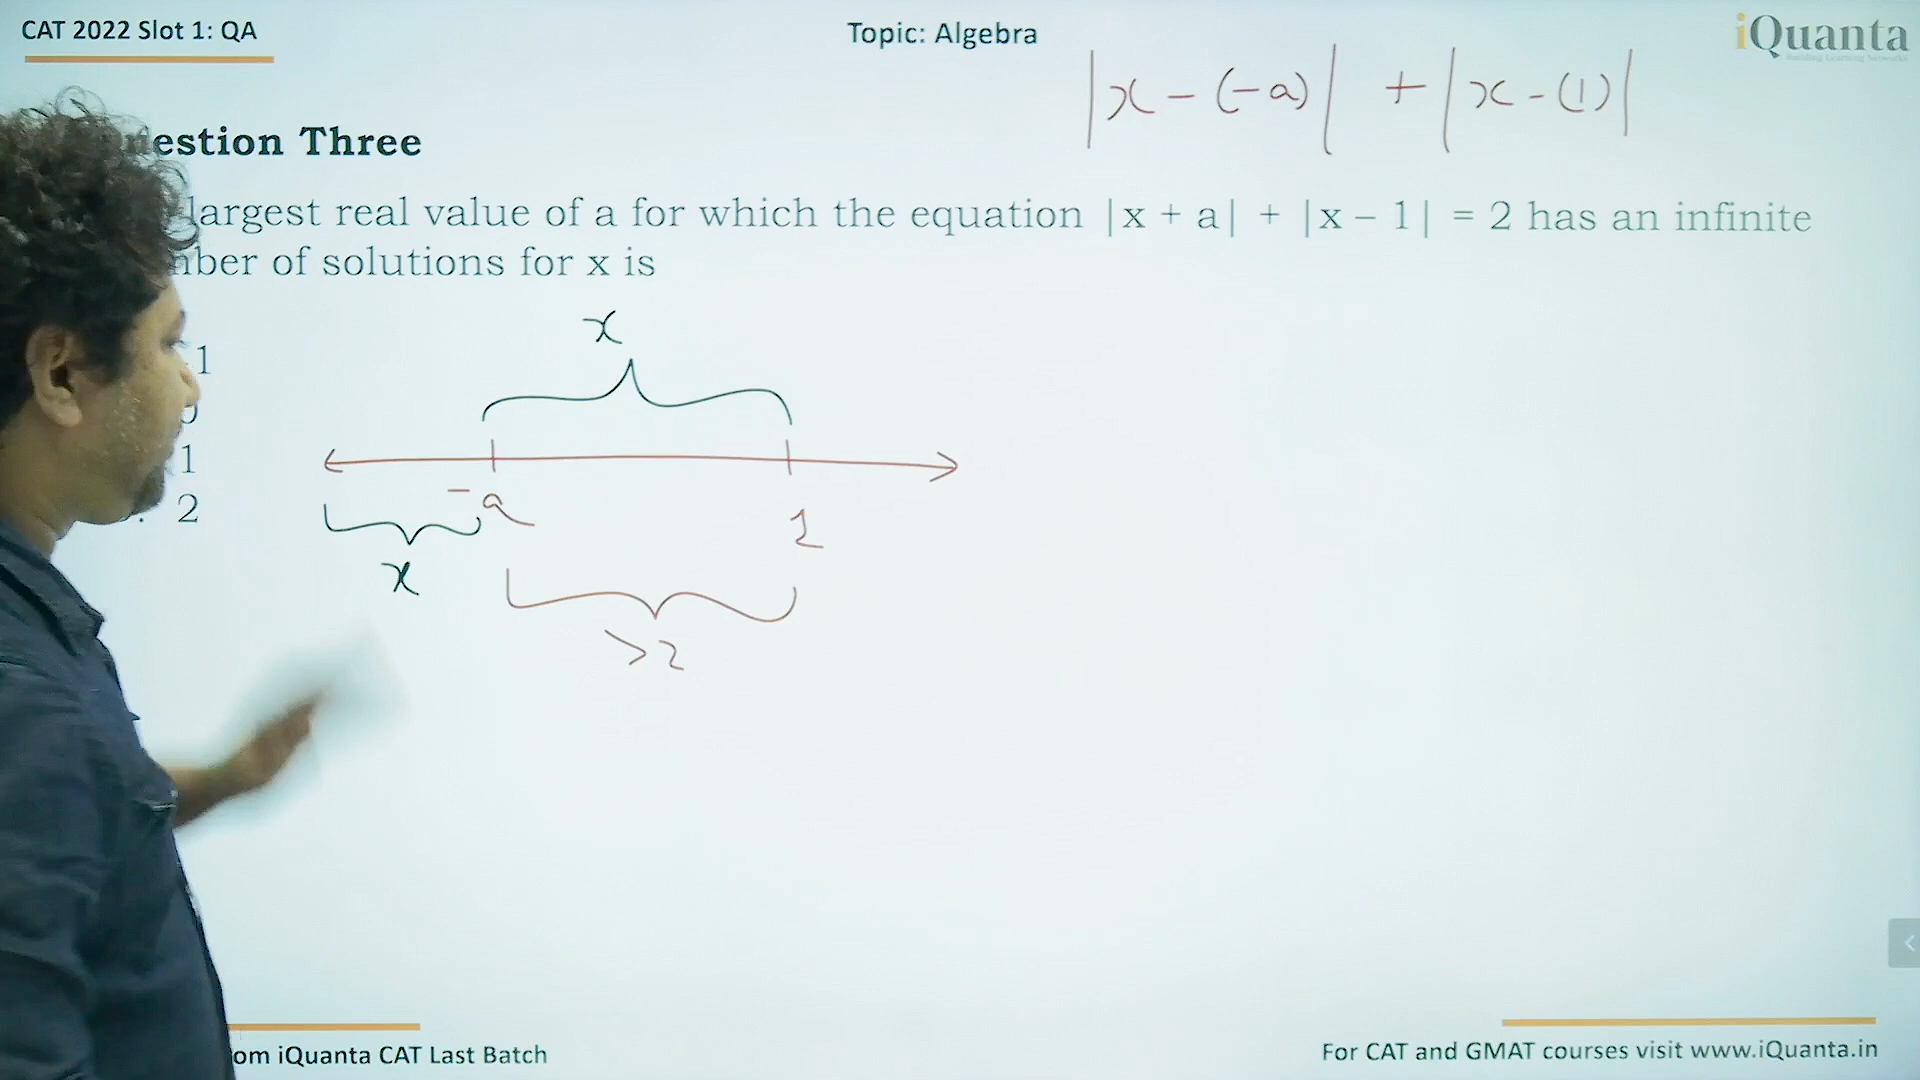 CAT 2022 Slot 1: QA
Topic: Algebra
iQuanta
|x - (-a)| + |x - (1)|
estion Three
largest real value of a for which the equation |x + a| + |x – 1| = 2 has an infinite
ber of solutions for x is
x
1
1
2
-a
1
x
>2
om iQuanta CAT Last Batch
For CAT and GMAT courses visit www.iQuanta.in